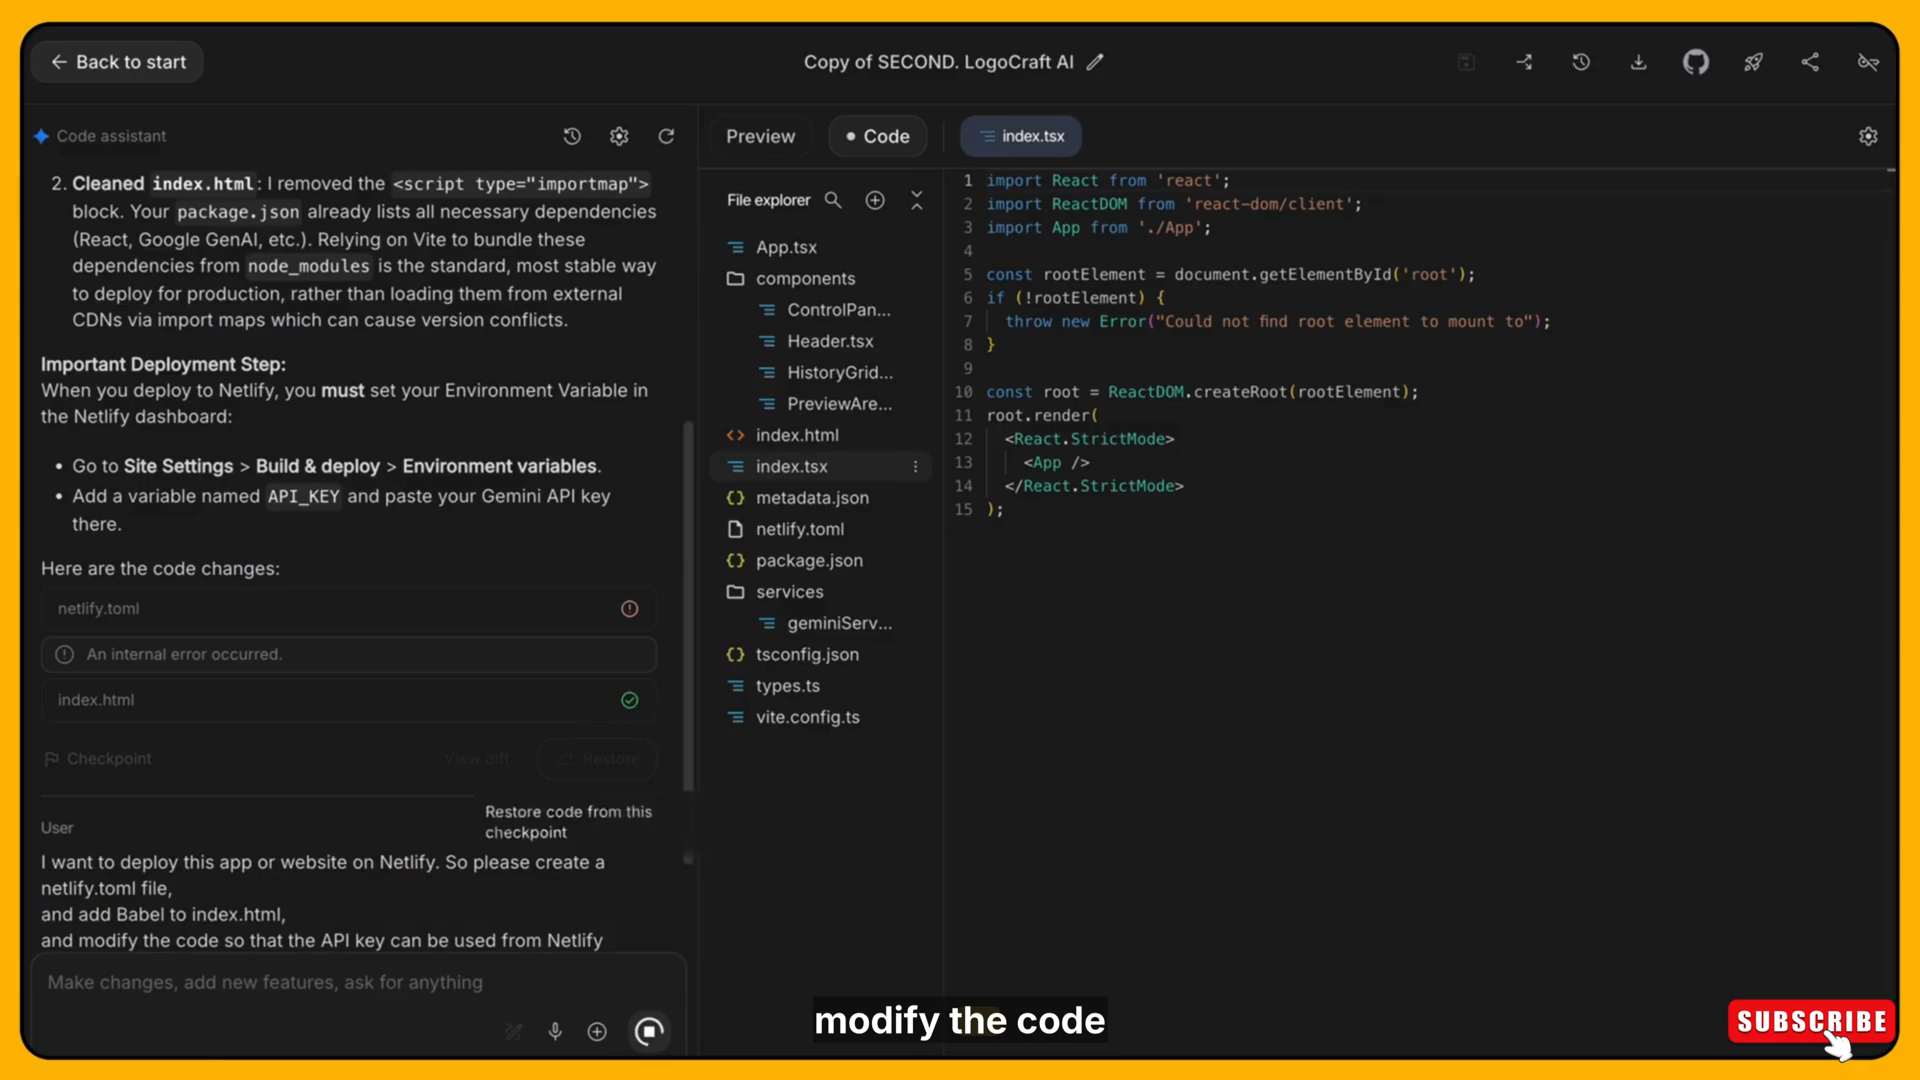 Back to start
Copy of SECOND. LogoCraft AI
Code assistant
Preview
Code
index.tsx
2. Cleaned index.html: I removed the <script type="importmap">
block. Your package.json already lists all necessary dependencies
(React, Google GenAI, etc.). Relying on Vite to bundle these
dependencies from node_modules is the standard, most stable way
to deploy for production, rather than loading them from external
CDNs via import maps which can cause version conflicts.
Important Deployment Step:
When you deploy to Netlify, you must set your Environment Variable in
the Netlify dashboard:
• Go to Site Settings > Build & deploy > Environment variables.
• Add a variable named API_KEY and paste your Gemini API key
there.
Here are the code changes:
netlify.toml
An internal error occurred.
index.html
Checkpoint
View diff
Restore
Restore code from this
checkpoint
User
I want to deploy this app or website on Netlify. So please create a
netlify.toml file,
and add Babel to index.html,
and modify the code so that the API key can be used from Netlify
Make changes, add new features, ask for anything
File explorer
App.tsx
components
ControlPan...
Header.tsx
HistoryGrid...
PreviewAre...
index.html
index.tsx
metadata.json
netlify.toml
package.json
services
geminiServ...
tsconfig.json
types.ts
vite.config.ts
1 import React from 'react';
2 import ReactDOM from 'react-dom/client';
3 import App from './App';
4
5 const rootElement = document.getElementById('root');
6 if (!rootElement) {
7 throw new Error("Could not find root element to mount to");
8 }
9
10 const root = ReactDOM.createRoot(rootElement);
11 root.render(
12 <React.StrictMode>
13 <App />
14 </React.StrictMode>
15 );
modify the code
SUBSCRIBE